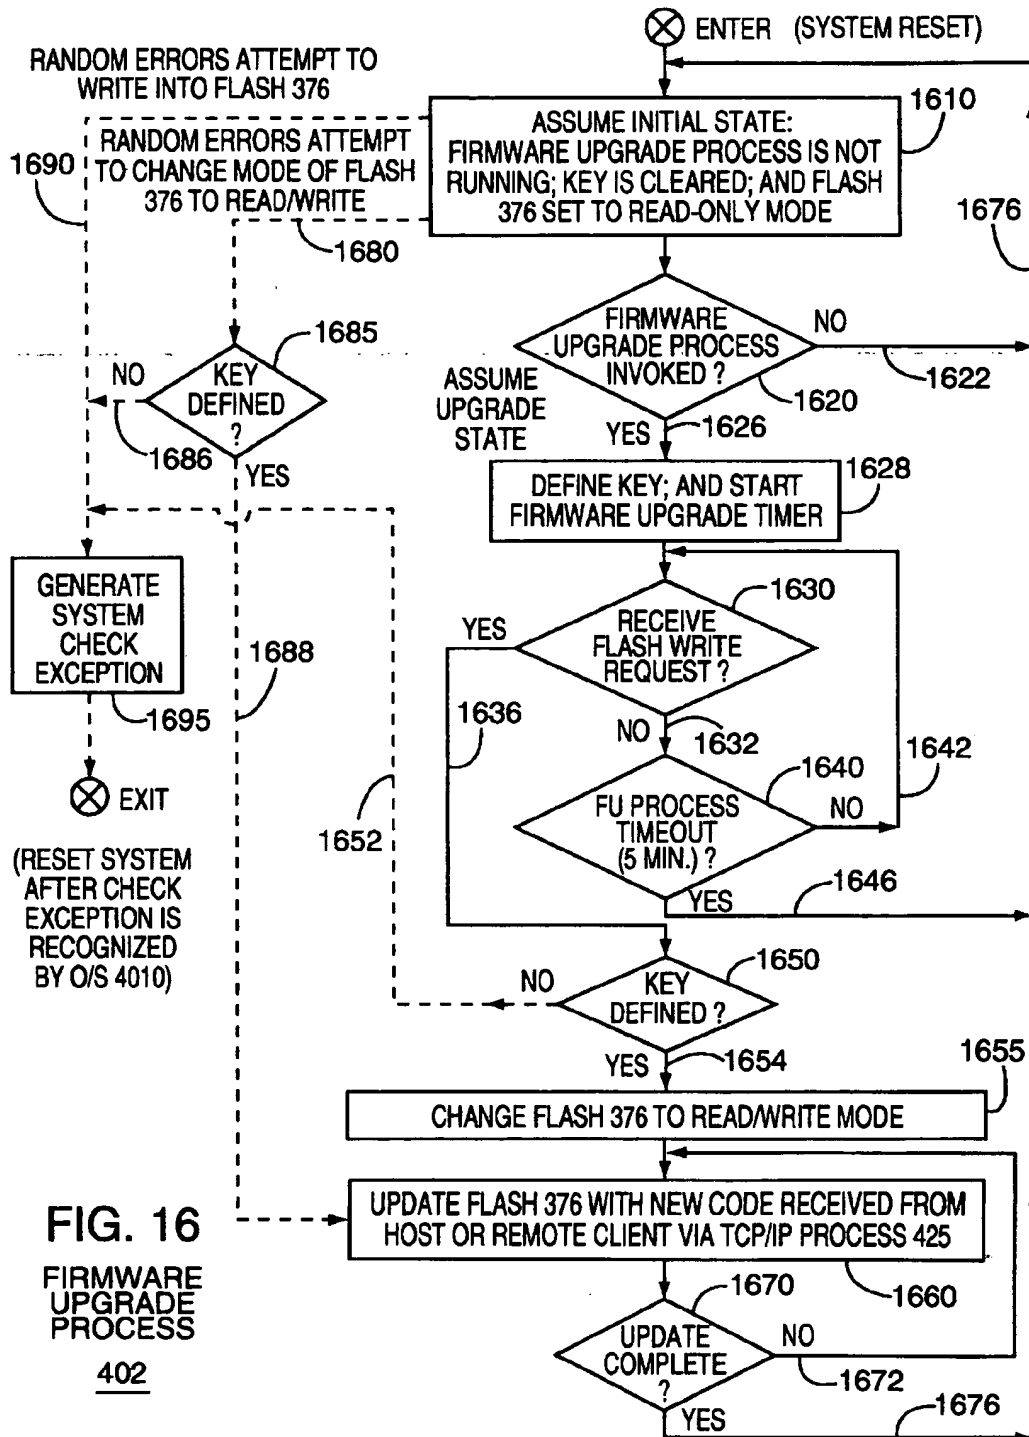 ENTER (SYSTEM RESET)
RANDOM ERRORS ATTEMPT TO
WRITE INTO FLASH 376
1690
RANDOM ERRORS ATTEMPT
TO CHANGE MODE OF FLASH
376 TO READ/WRITE
1680
1610
ASSUME INITIAL STATE:
FIRMWARE UPGRADE PROCESS IS NOT
RUNNING; KEY IS CLEARED; AND FLASH
376 SET TO READ-ONLY MODE
1676
FIRMWARE
UPGRADE PROCESS
INVOKED ?
NO
1622
1620
1685
KEY
DEFINED
?
NO
1686
YES
ASSUME
UPGRADE
STATE
YES
1626
1628
DEFINE KEY; AND START
FIRMWARE UPGRADE TIMER
GENERATE
SYSTEM
CHECK
EXCEPTION
1695
EXIT
(RESET SYSTEM
AFTER CHECK
EXCEPTION IS
RECOGNIZED
BY O/S 4010)
1688
1630
RECEIVE
FLASH WRITE
REQUEST ?
YES
1636
NO
1632
1640
1642
FU PROCESS
TIMEOUT
(5 MIN.) ?
NO
1652
YES
1646
1650
KEY
DEFINED ?
NO
YES
1654
1655
CHANGE FLASH 376 TO READ/WRITE MODE
UPDATE FLASH 376 WITH NEW CODE RECEIVED FROM
HOST OR REMOTE CLIENT VIA TCP/IP PROCESS 425
1660
1670
UPDATE
COMPLETE
?
NO
1672
YES
1676
FIG. 16
FIRMWARE
UPGRADE
PROCESS
402